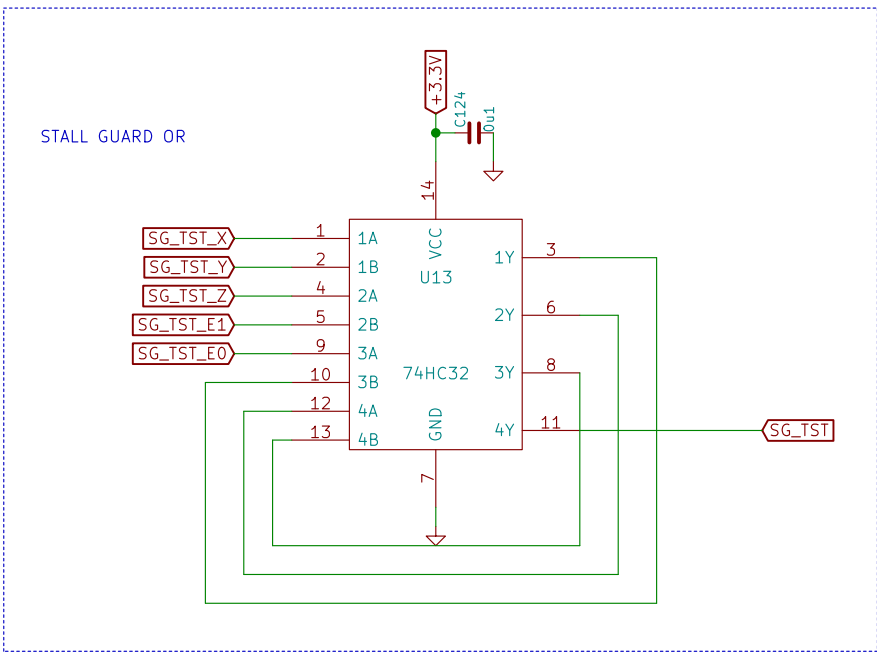 +3.3V
C124
0u1
STALL GUARD OR
14
SG_TST_X 1 1A
VCC
1Y 3
SG_TST_Y 2 1B
U13
SG_TST_Z 4 2A
2Y 6
SG_TST_E1 5 2B
SG_TST_E0 9 3A
74HC32
3Y 8
10 3B
12 4A
GND
4Y 11 SG_TST
13 4B
7